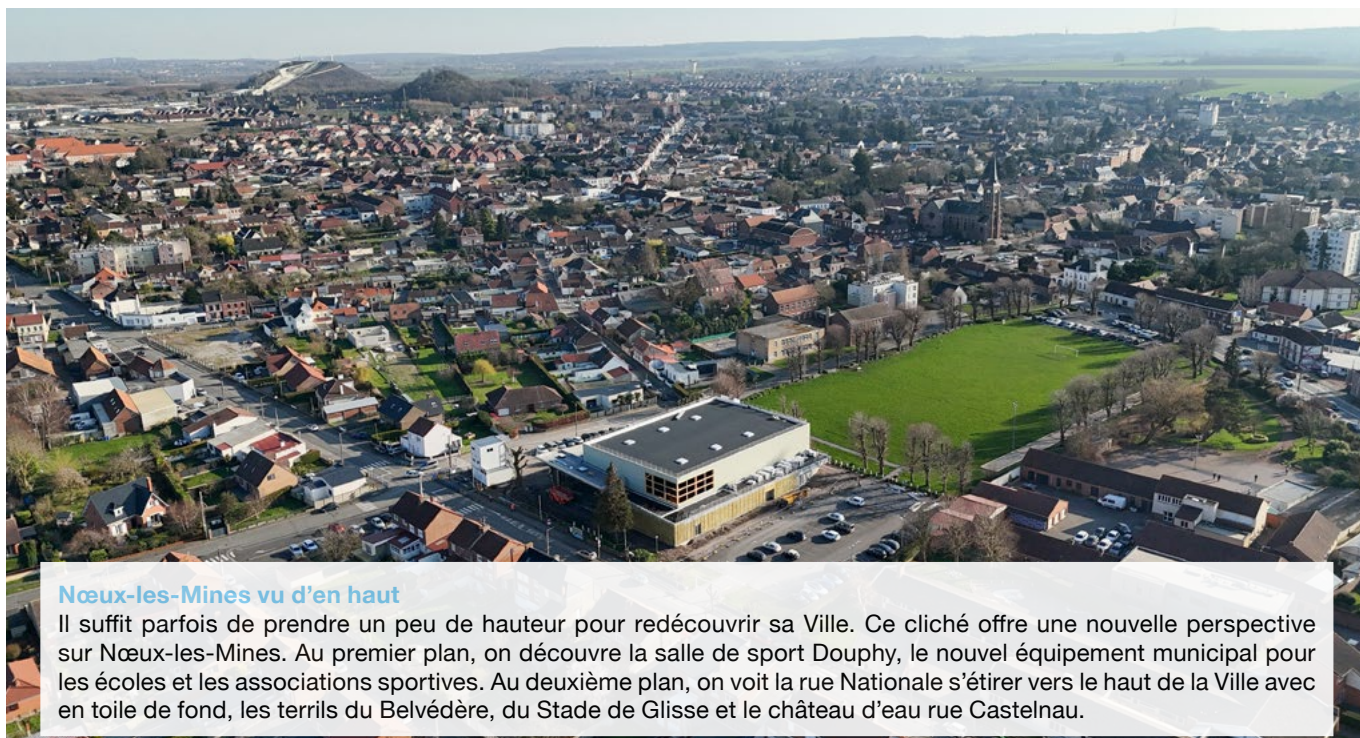 Nœux-les-Mines vu d’en haut
Il suffit parfois de prendre un peu de hauteur pour redécouvrir sa Ville. Ce cliché offre une nouvelle perspective
sur Nœux-les-Mines. Au premier plan, on découvre la salle de sport Douphy, le nouvel équipement municipal pour
les écoles et les associations sportives. Au deuxième plan, on voit la rue Nationale s’étirer vers le haut de la Ville avec
en toile de fond, les terrils du Belvédère, du Stade de Glisse et le château d’eau rue Castelnau.